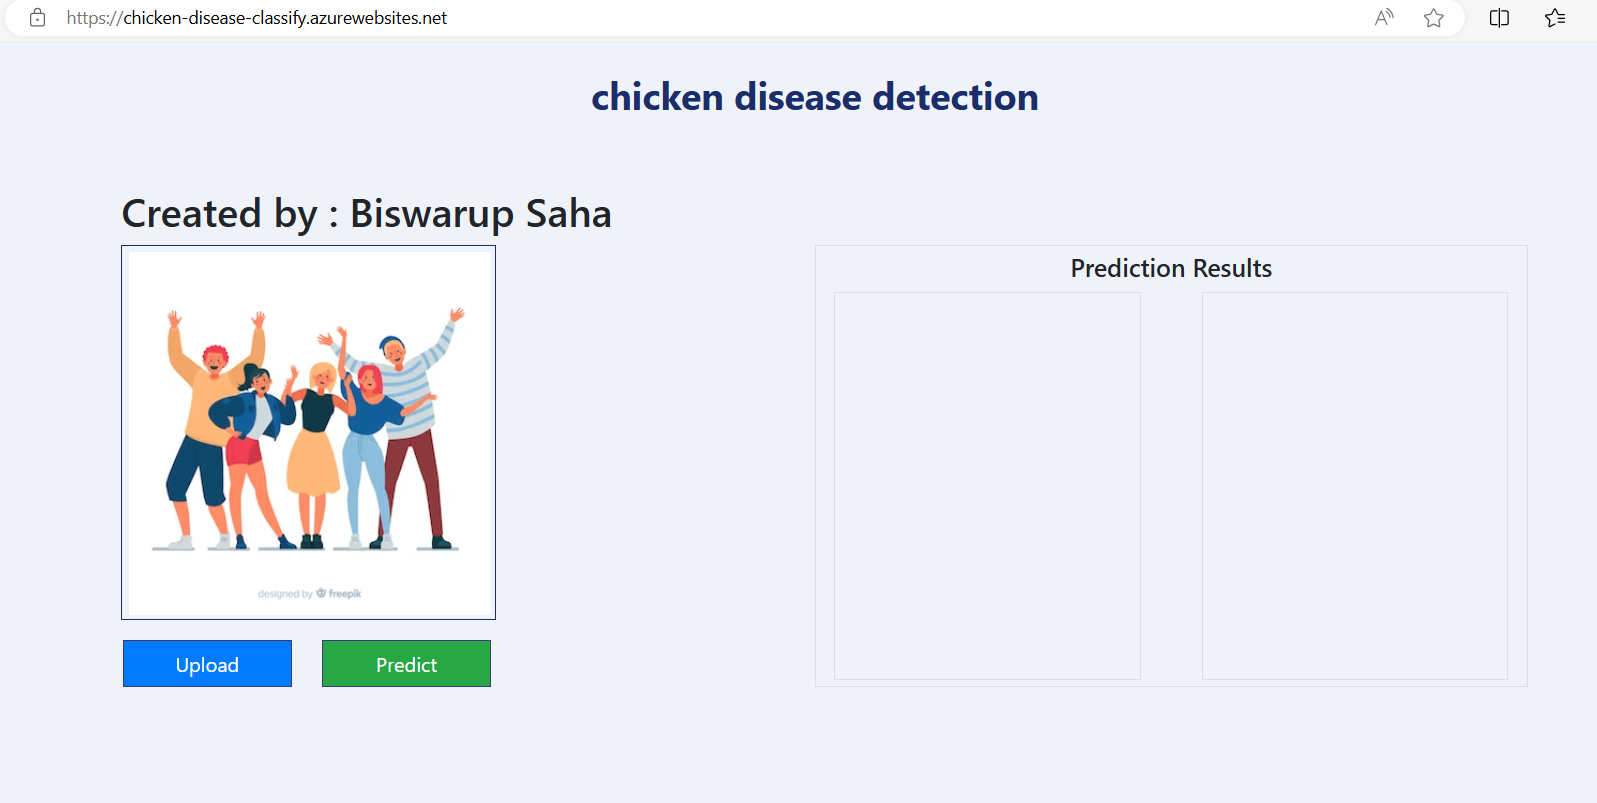 https://chicken-disease-classify.azurewebsites.net
chicken disease detection
Created by : Biswarup Saha
Prediction Results
designed by freepik
Upload
Predict